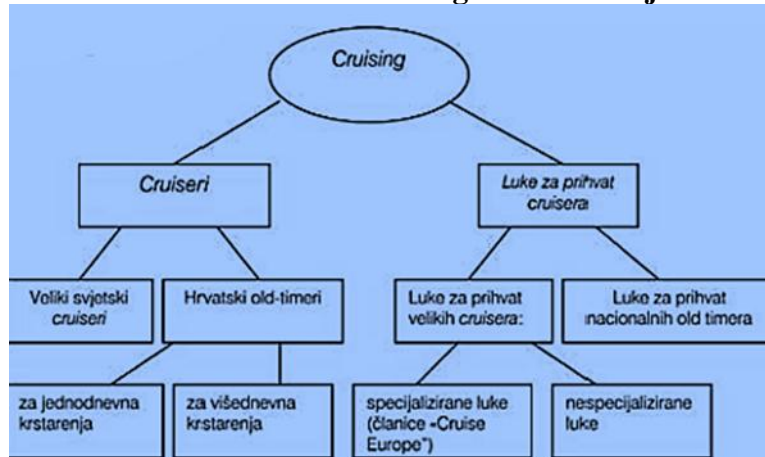 Cruising
Cruiseri
Luke za prihvat
cruisera
Veliki svjetski
cruiseri
Hrvatski old-timeri
Luke za prihvat
velikih cruisera:
Luke za prihvat
nacionalnih old timera
za jednodnevna
krstarenja
za višednevna
krstarenja
specijalizirane luke
(članice «Cruise
Europe")
nespecijalizirane
luke